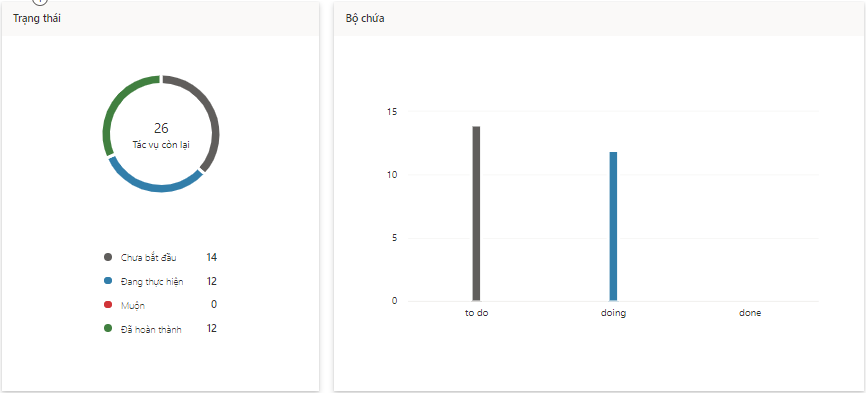 Trạng thái
26
Tác vụ còn lại
Chưa bắt đầu 14
Đang thực hiện 12
Muộn 0
Đã hoàn thành 12
Bộ chứa
15
10
5
0
to do doing done